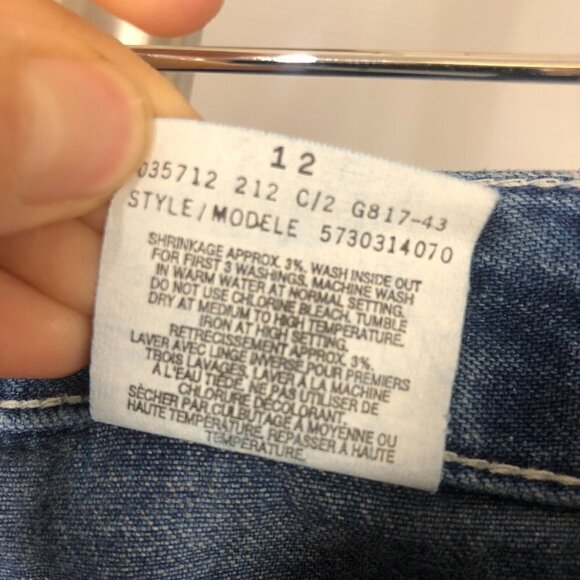 12
035712 212 C/2 G817-43
STYLE/MODELE 5730314070
SHRINKAGE APPROX. 3%. WASH INSIDE OUT
FOR FIRST 3 WASHINGS. MACHINE WASH
IN WARM WATER AT NORMAL SETTING.
DO NOT USE CHLORINE BLEACH. TUMBLE
DRY AT MEDIUM TO HIGH TEMPERATURE.
IRON AT HIGH SETTING.
RETRECISSEMENT APPROX. 3%.
LAVER AVEC LINGE INVERSE POUR PREMIERS
TROIS LAVAGES. LAVER A LA MACHINE
A L'EAU TIEDE. NE PAS UTILISER DE
CHLORURE DECOLORANT.
SÈCHER PAR CULBUTAGE A MOYENNE OU
HAUTE TEMPÉRATURE. REPASSER À HAUTE
TEMPERATURE.